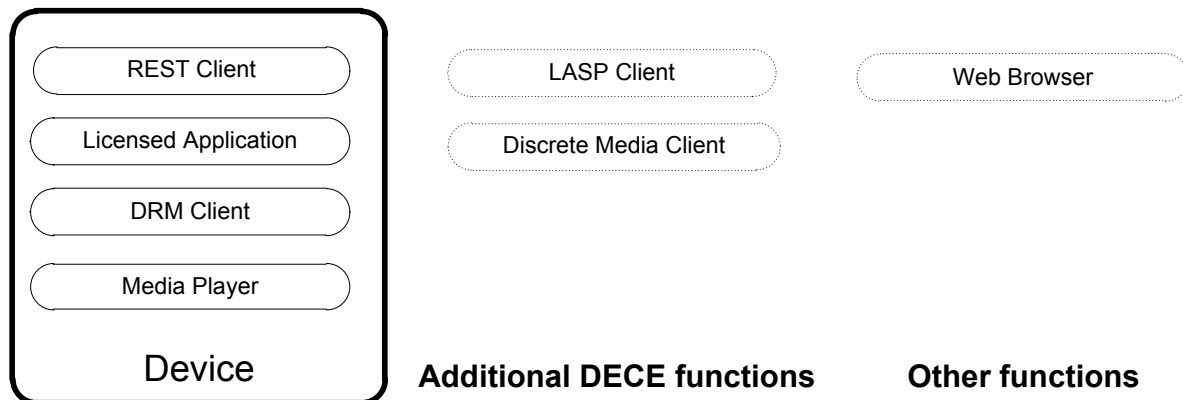 REST Client
Licensed Application
DRM Client
Media Player
Device
LASP Client
Discrete Media Client
Additional DECE functions
Web Browser
Other functions